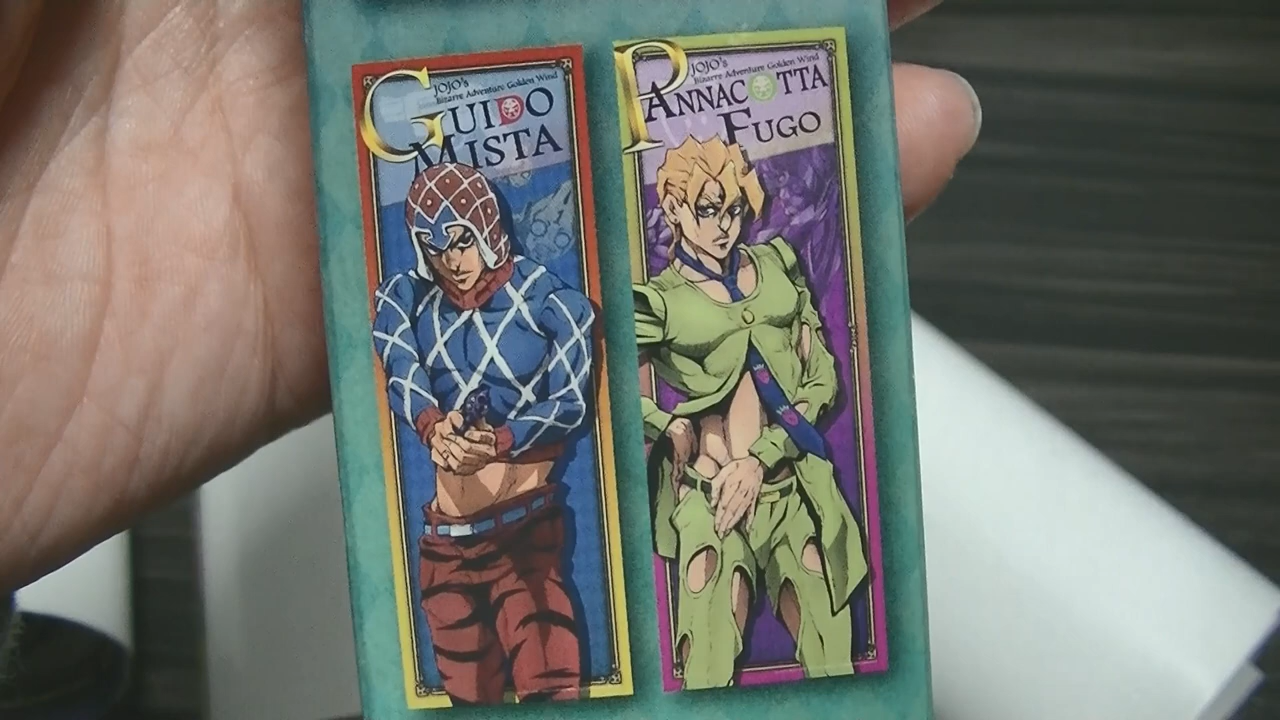 JOJO's
Bizarre Adventure Golden Wind
GUIDO
MISTA
JOJO's
Bizarre Adventure Golden Wind
PANNACOTTA
FUGO